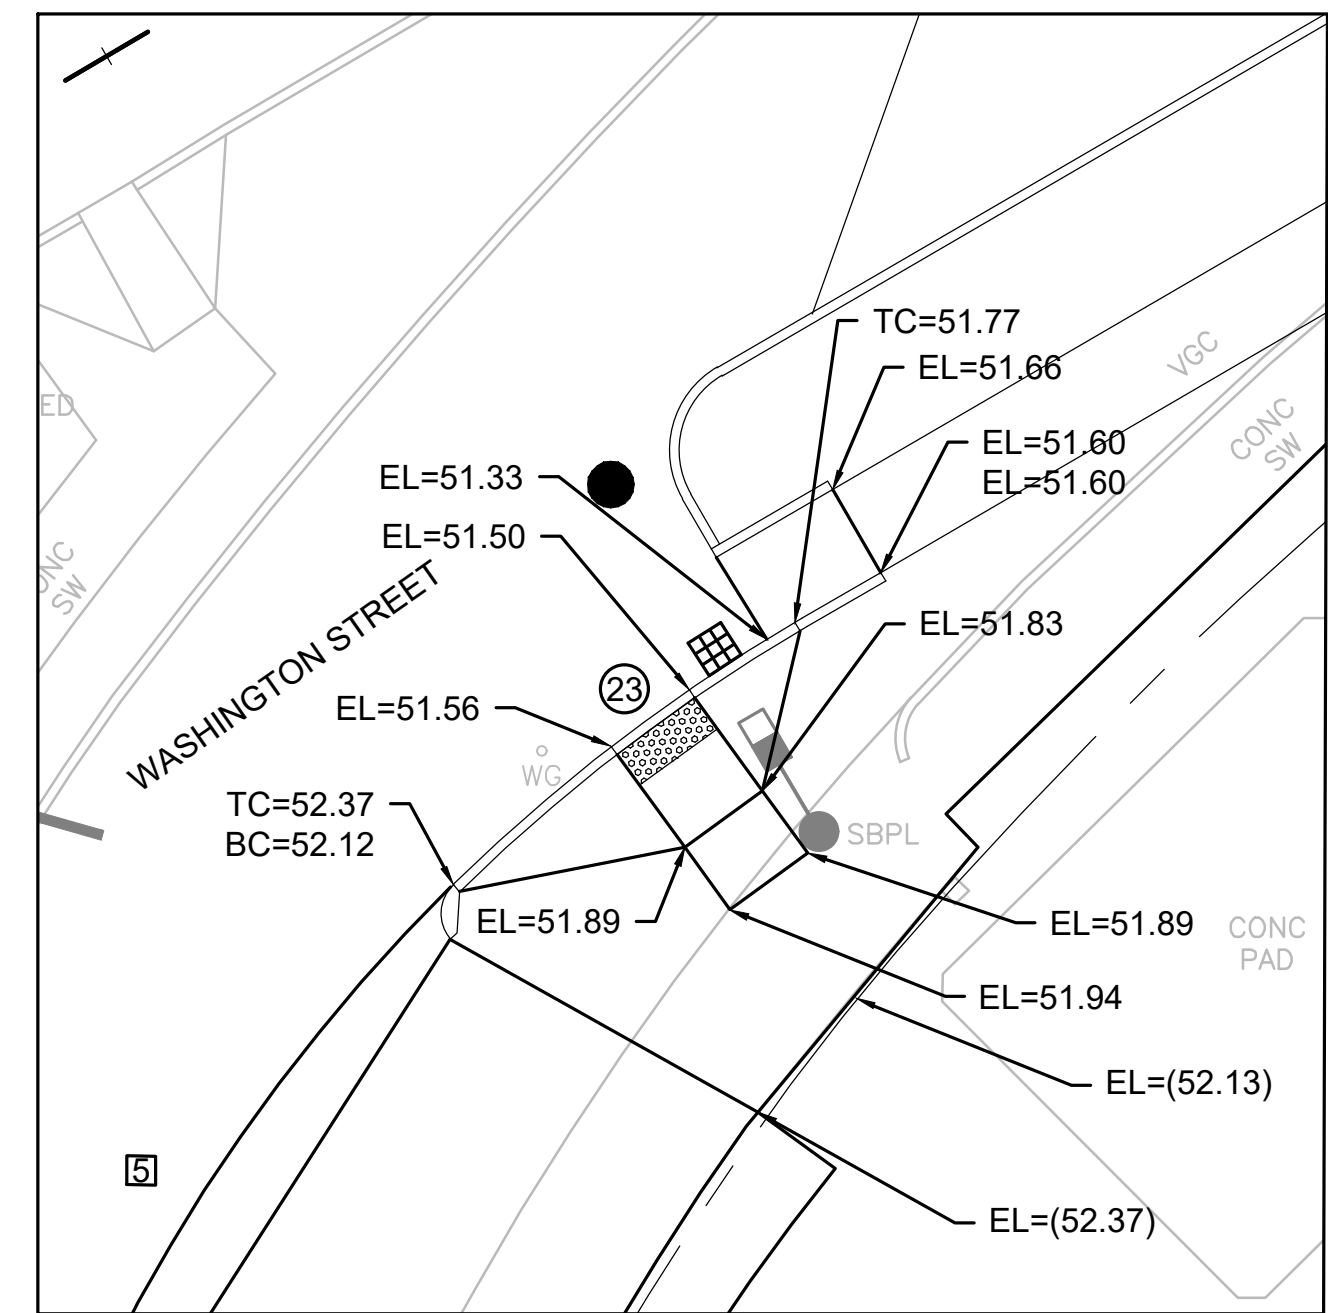 TC=51.77
EL=51.66
VGC
ED
CONC
SW
EL=51.60
EL=51.60
EL=51.33
EL=51.50
ONC
SW
WASHINGTON STREET
EL=51.83
23
EL=51.56
WG
TC=52.37
BC=52.12
SBPL
EL=51.89
EL=51.89
CONC
PAD
EL=51.94
EL=(52.13)
5
EL=(52.37)